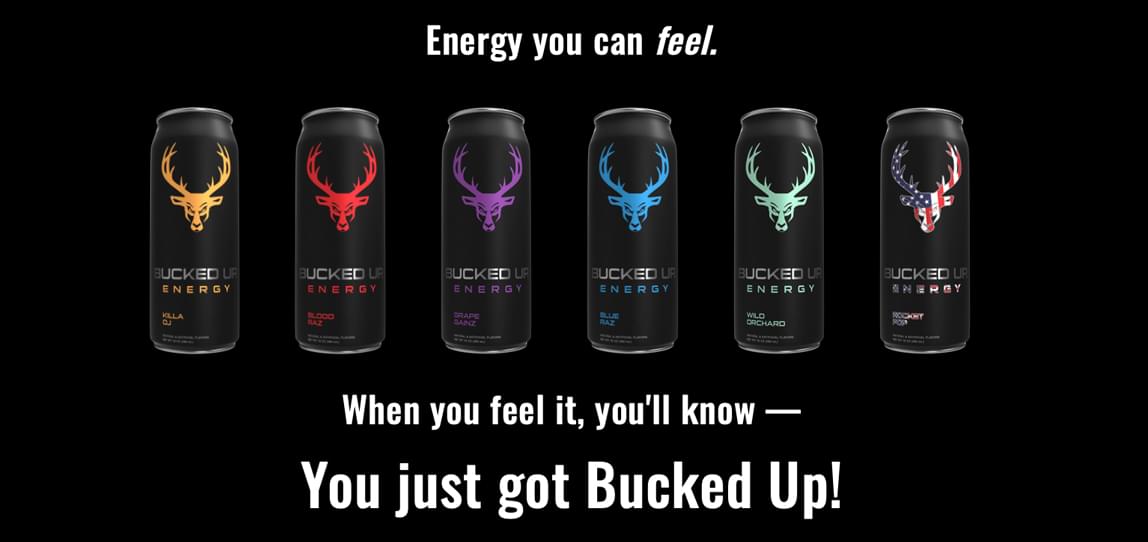 Energy you can feel.
BUCKED UP
ENERGY
KILLA
OJ
BUCKED UP
ENERGY
BLOOD
RAZ
BUCKED UP
ENERGY
GRAPE
GAINZ
BUCKED UP
ENERGY
BLUE
RAZ
BUCKED UP
ENERGY
WILD
ORCHARD
BUCKED UP
ENERGY
ROCKET
POP
When you feel it, you'll know —
You just got Bucked Up!